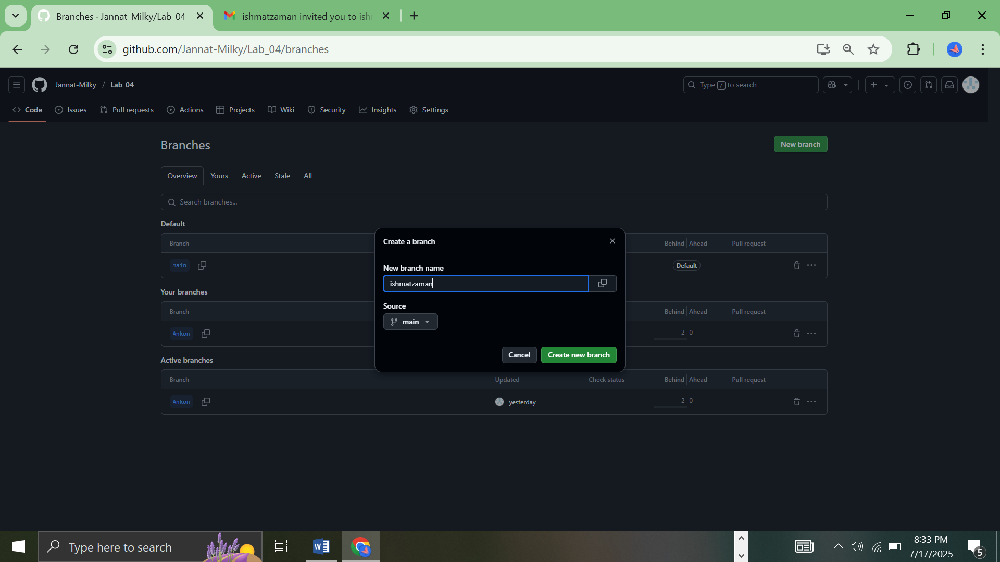 Branches · Jannat-Milky/Lab_04
ishmatzaman invited you to ish
github.com/Jannat-Milky/Lab_04/branches
Jannat-Milky / Lab_04
Type / to search
Code Issues Pull requests Actions Projects Wiki Security Insights Settings
Branches
New branch
Overview Yours Active Stale All
Search branches...
Default
Branch Behind Ahead Pull request
main Default
Your branches
Branch Behind Ahead Pull request
Ankon 2 0
Active branches
Branch Updated Check status Behind Ahead Pull request
Ankon yesterday 2 0
Create a branch
New branch name
ishmatzaman
Source
main
Cancel Create new branch
Type here to search
8:33 PM
7/17/2025
5